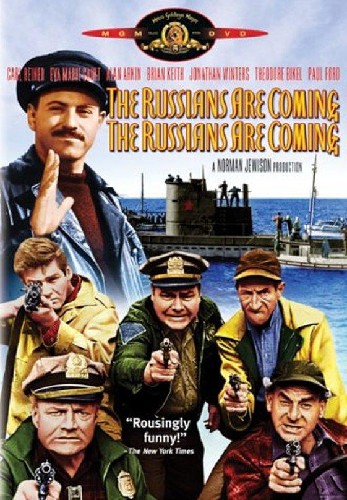 Metro Goldwyn Mayer
MGM DVD
CARL REINER EVA MARIE SAINT ALAN ARKIN BRIAN KEITH JONATHAN WINTERS THEODORE BIKEL PAUL FORD
THE RUSSIANS ARE COMING
THE RUSSIANS ARE COMING
A NORMAN JEWISON PRODUCTION
"Rousingly
funny!"
-The New York Times